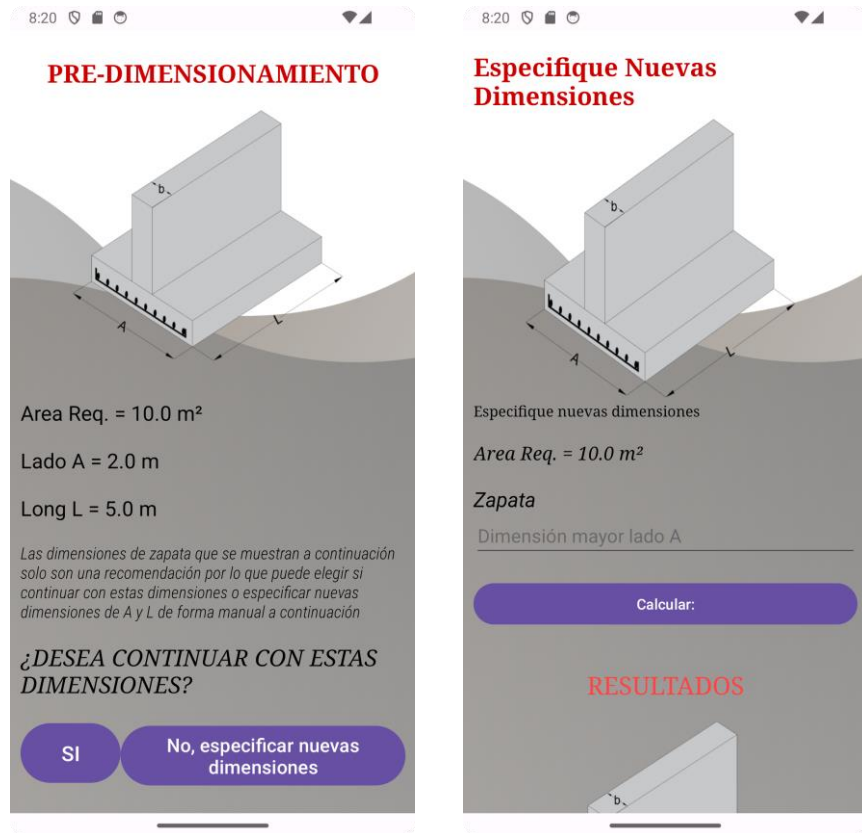 8:20
PRE-DIMENSIONAMIENTO
b
A
L
Area Req. = 10.0 m²
Lado A = 2.0 m
Long L = 5.0 m
Las dimensiones de zapata que se muestran a continuación
solo son una recomendación por lo que puede elegir si
continuar con estas dimensiones o especificar nuevas
dimensiones de A y L de forma manual a continuación
¿DESEA CONTINUAR CON ESTAS
DIMENSIONES?
SI
No, especificar nuevas
dimensiones
8:20
Especifique Nuevas
Dimensiones
b
A
L
Especifique nuevas dimensiones
Area Req. = 10.0 m²
Zapata
Dimensión mayor lado A
Calcular:
RESULTADOS
b